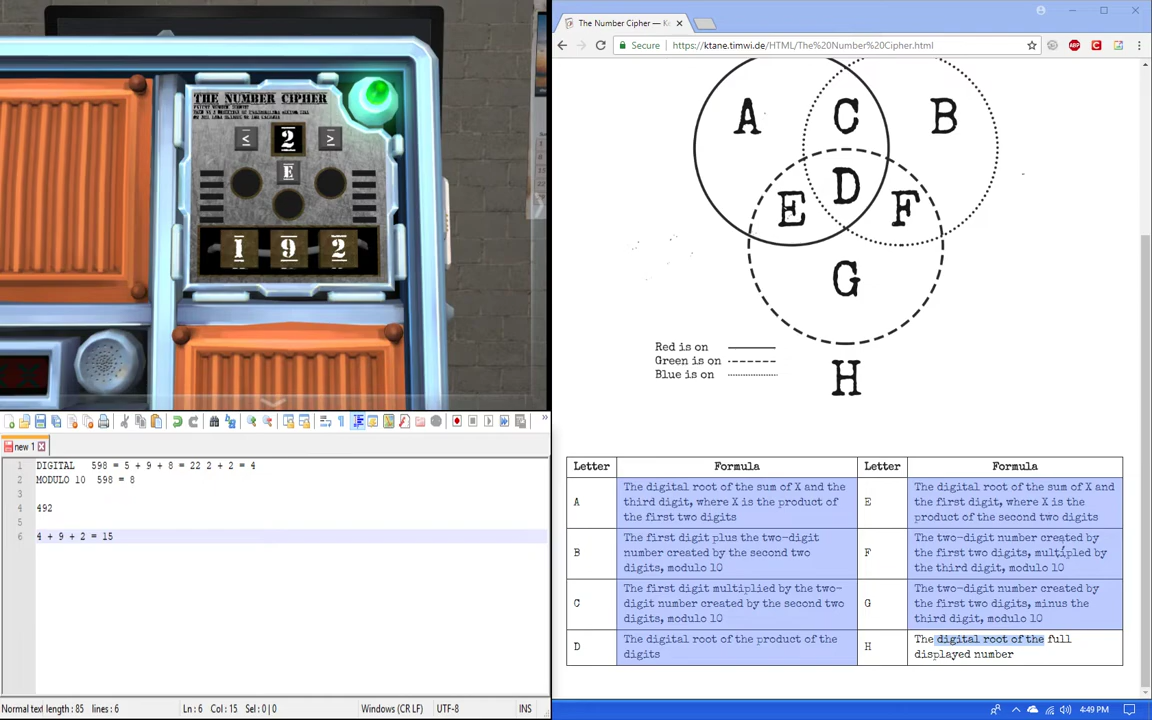 THE NUMBER CIPHER
< 2 >
E
1 9 2
new 1
1 DIGITAL 598 = 5 + 9 + 8 = 22 2 + 2 = 4
2 MODULO 10 598 = 8
3
4 492
5
6 4 + 9 + 2 = 15
Normal text length : 85 lines : 6 Ln : 6 Col : 15 Sel : 0 | 0 Windows (CR LF) UTF-8 INS
The Number Cipher — Ke
Secure https://ktane.timwi.de/HTML/The%20Number%20Cipher.html
A C B
D
E F
G
H
Red is on
Green is on
Blue is on
Letter Formula Letter Formula
A
The digital root of the sum of X and the
third digit, where X is the product of
the first two digits
E
The digital root of the sum of X and
the first digit, where X is the
product of the second two digits
B
The first digit plus the two-digit
number created by the second two
digits, modulo 10
F
The two-digit number created by
the first two digits, multiplied by
the third digit, modulo 10
C
The first digit multiplied by the two-
digit number created by the second two
digits, modulo 10
G
The two-digit number created by
the first two digits, minus the
third digit, modulo 10
D
The digital root of the product of the
digits
H
The digital root of the full
displayed number
4:49 PM